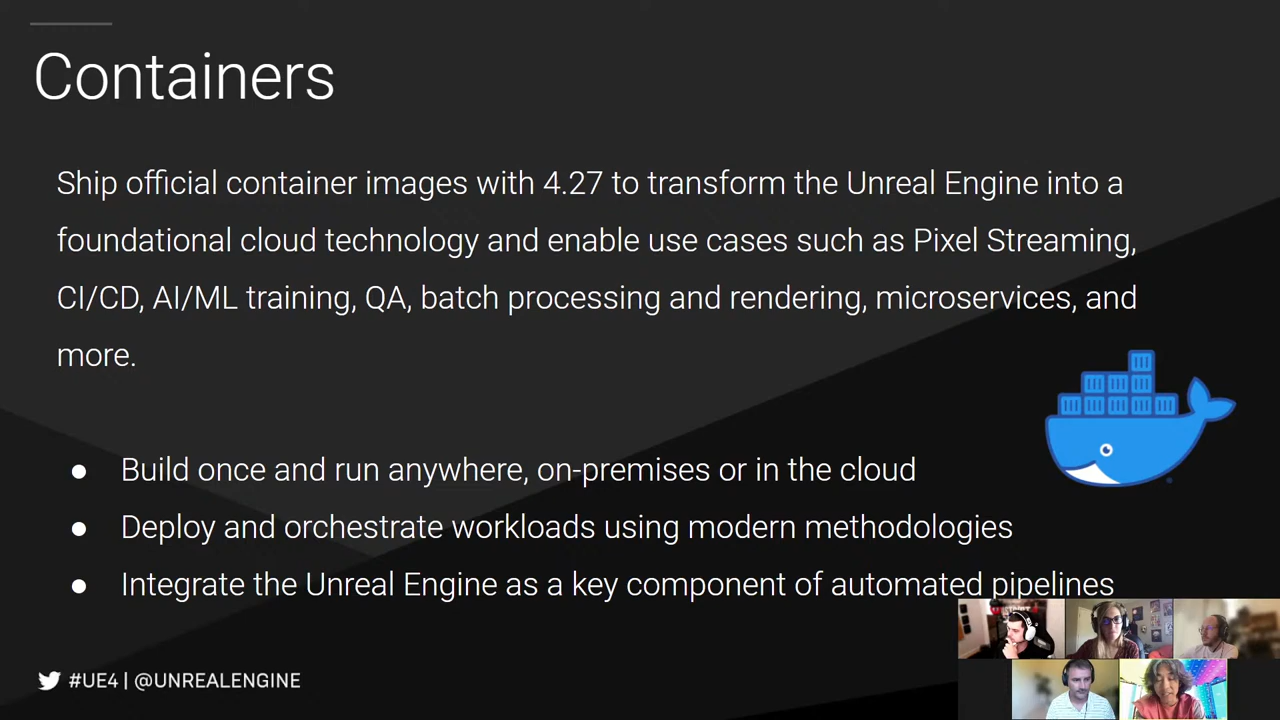 Containers
Ship official container images with 4.27 to transform the Unreal Engine into a
foundational cloud technology and enable use cases such as Pixel Streaming,
CI/CD, AI/ML training, QA, batch processing and rendering, microservices, and
more.
● Build once and run anywhere, on-premises or in the cloud
● Deploy and orchestrate workloads using modern methodologies
● Integrate the Unreal Engine as a key component of automated pipelines
#UE4 | @UNREALENGINE